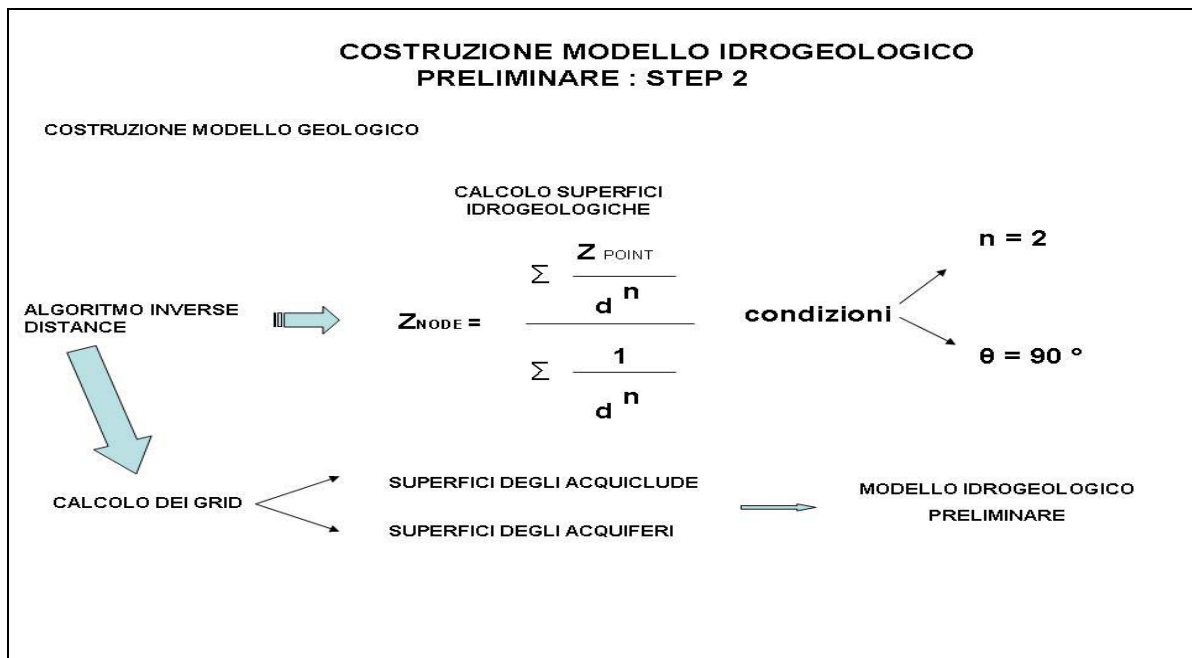 COSTRUZIONE MODELLO IDROGEOLOGICO
PRELIMINARE : STEP 2
COSTRUZIONE MODELLO GEOLOGICO
CALCOLO SUPERFICI
IDROGEOLOGICHE
ALGORITMO INVERSE
DISTANCE
Z NODE =
Σ Z POINT
d n
Σ 1
d n
condizioni
n = 2
θ = 90 °
CALCOLO DEI GRID
SUPERFICI DEGLI ACQUICLUDE
SUPERFICI DEGLI ACQUIFERI
MODELLO IDROGEOLOGICO
PRELIMINARE